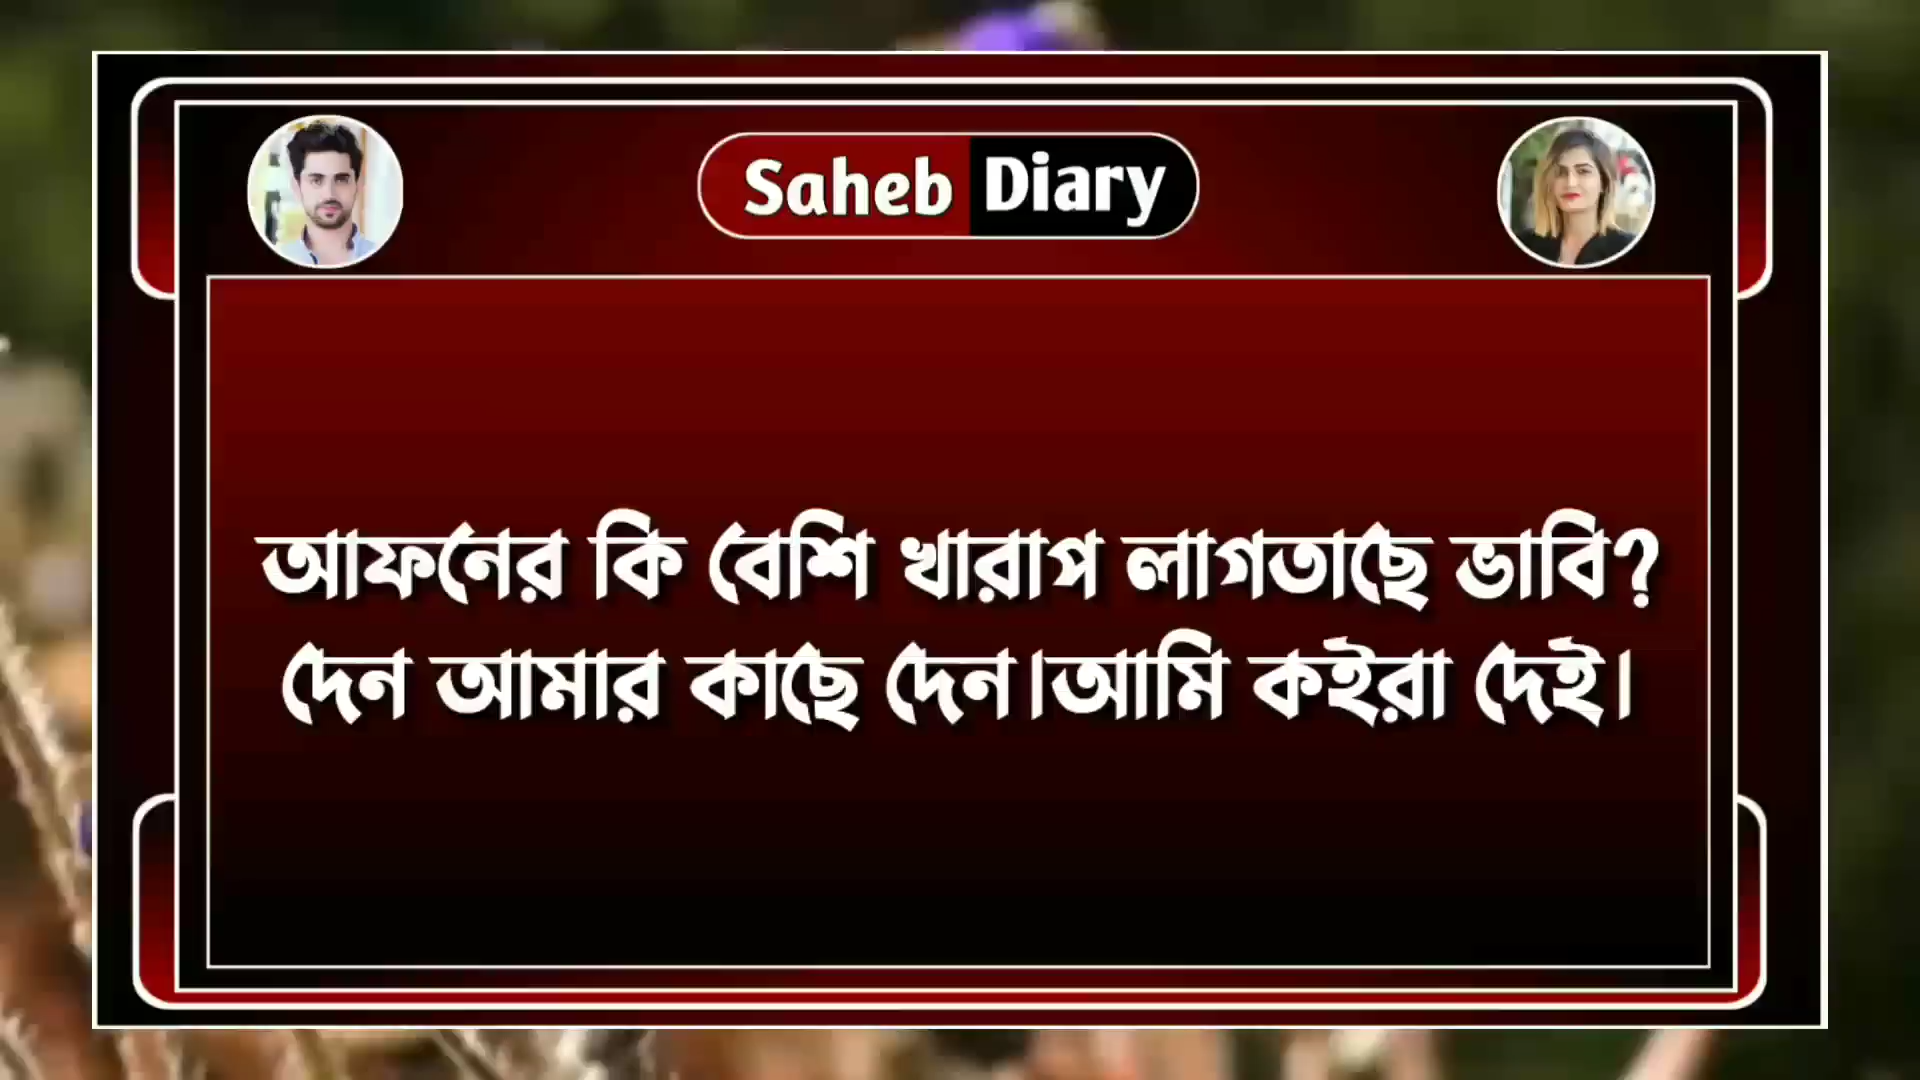 Saheb Diary
আফনের কি বেশি খারাপ লাগতাছে ভাবি?
দেন আমার কাছে দেন।আমি কইরা দেই।